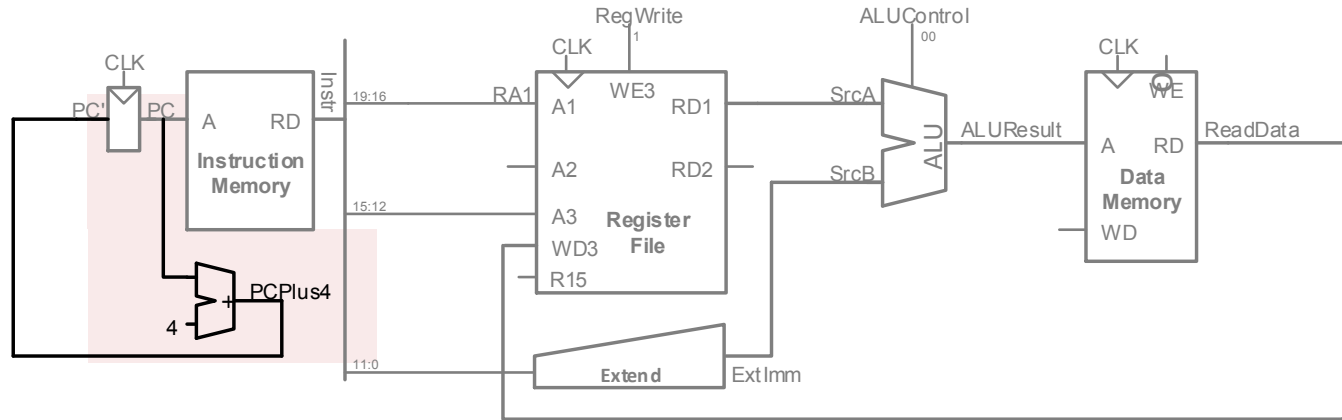 RegWrite
1
ALUControl
00
CLK
PC'
PC
A
RD
Instruction
Memory
Instr
19:16
RA1
15:12
11:0
CLK
WE3
A1
RD1
A2
RD2
A3
WD3
R15
Register
File
SrcA
SrcB
ALU
ALUResult
CLK
WE
A
RD
Data
Memory
WD
ReadData
PCPlus4
+
4
Extend
ExtImm